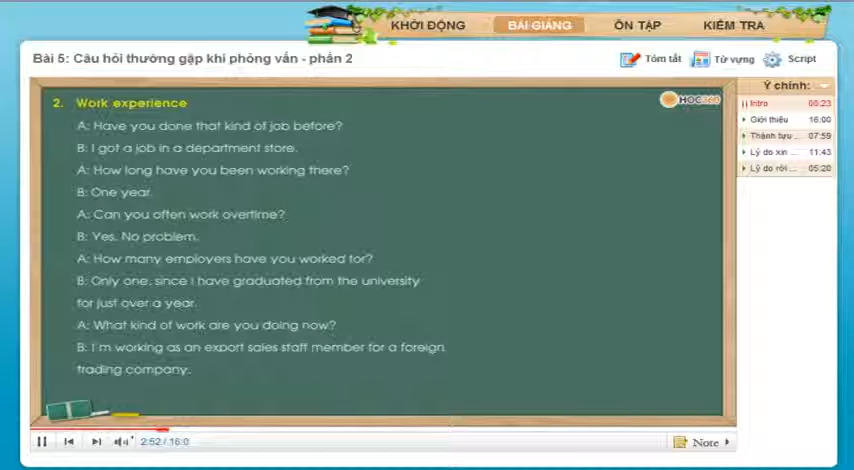 KHỞI ĐỘNG
BÀI GIẢNG
ÔN TẬP
KIỂM TRA
Bài 5: Câu hỏi thường gặp khi phỏng vấn - phần 2
Tóm tắt
Từ vựng
Script
2. Work experience
A: Have you done that kind of job before?
B: I got a job in a department store.
A: How long have you been working there?
B: One year.
A: Can you often work overtime?
B: Yes. No problem.
A: How many employers have you worked for?
B: Only one, since I have graduated from the university
for just over a year.
A: What kind of work are you doing now?
B: I'm working as an export sales staff member for a foreign
trading company.
HOC360
Ý chính:
Intro 00:23
Giới thiệu 16:00
Thành tựu ... 07:59
Lý do xin ... 11:43
Lý do rời ... 05:20
2:52 / 16:0
Note